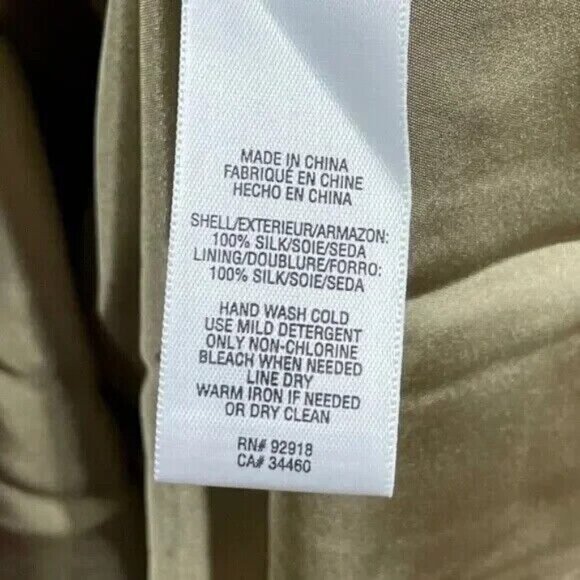 MADE IN CHINA
FABRIQUÉ EN CHINE
HECHO EN CHINA
SHELL/EXTERIEUR/ARMAZON:
100% SILK/SOIE/SEDA
LINING/DOUBLURE/FORRO:
100% SILK/SOIE/SEDA
HAND WASH COLD
USE MILD DETERGENT
ONLY NON-CHLORINE
BLEACH WHEN NEEDED
LINE DRY
WARM IRON IF NEEDED
OR DRY CLEAN
RN# 92918
CA# 34460